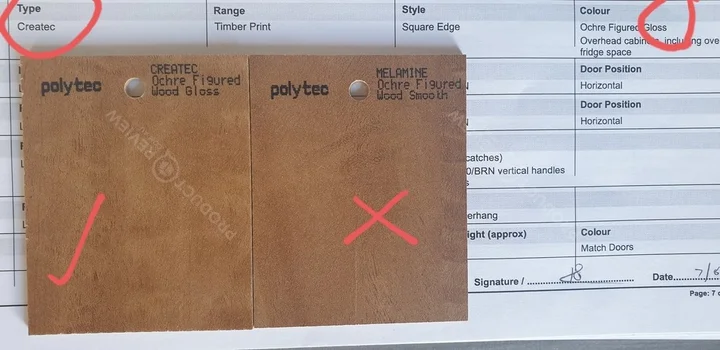 Type
Range
Style
Colour
Createc
Timber Print
Square Edge
Ochre Figured Gloss
Overhead including ove
fridge space
polytec
CREATEC
Ochre Figured
Wood Gloss
polytec
MELAMINE
Ochre Figured
Wood Smooth
Door Position
Horizontal
Door Position
Horizontal
PRODUCT REVIEW
catches)
0/BRN vertical handles
s
erhang
ight (approx)
Colour
Match Doors
Signature / Date
Page: 7